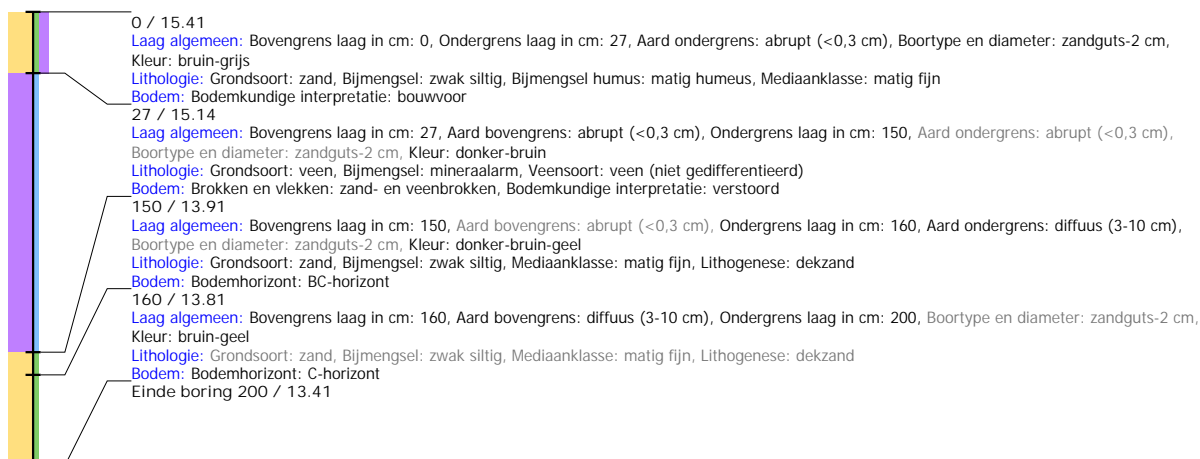 0 / 15.41
Laag algemeen: Bovengrens laag in cm: 0, Ondergrens laag in cm: 27, Aard ondergrens: abrupt (<0,3 cm), Boortype en diameter: zandguts-2 cm,
Kleur: bruin-grijs
Lithologie: Grondsoort: zand, Bijmengsel: zwak siltig, Bijmengsel humus: matig humeus, Mediaanklasse: matig fijn
Bodem: Bodemkundige interpretatie: bouwvoor
27 / 15.14
Laag algemeen: Bovengrens laag in cm: 27, Aard bovengrens: abrupt (<0,3 cm), Ondergrens laag in cm: 150, Aard ondergrens: abrupt (<0,3 cm),
Boortype en diameter: zandguts-2 cm, Kleur: donker-bruin
Lithologie: Grondsoort: veen, Bijmengsel: mineraalarm, Veensoort: veen (niet gedifferentieerd)
Bodem: Brokken en vlekken: zand- en veenbrokken, Bodemkundige interpretatie: verstoord
150 / 13.91
Laag algemeen: Bovengrens laag in cm: 150, Aard bovengrens: abrupt (<0,3 cm), Ondergrens laag in cm: 160, Aard ondergrens: diffuus (3-10 cm),
Boortype en diameter: zandguts-2 cm, Kleur: donker-bruin-geel
Lithologie: Grondsoort: zand, Bijmengsel: zwak siltig, Mediaanklasse: matig fijn, Lithogenese: dekzand
Bodem: Bodemhorizont: BC-horizont
160 / 13.81
Laag algemeen: Bovengrens laag in cm: 160, Aard bovengrens: diffuus (3-10 cm), Ondergrens laag in cm: 200, Boortype en diameter: zandguts-2 cm,
Kleur: bruin-geel
Lithologie: Grondsoort: zand, Bijmengsel: zwak siltig, Mediaanklasse: matig fijn, Lithogenese: dekzand
Bodem: Bodemhorizont: C-horizont
Einde boring 200 / 13.41